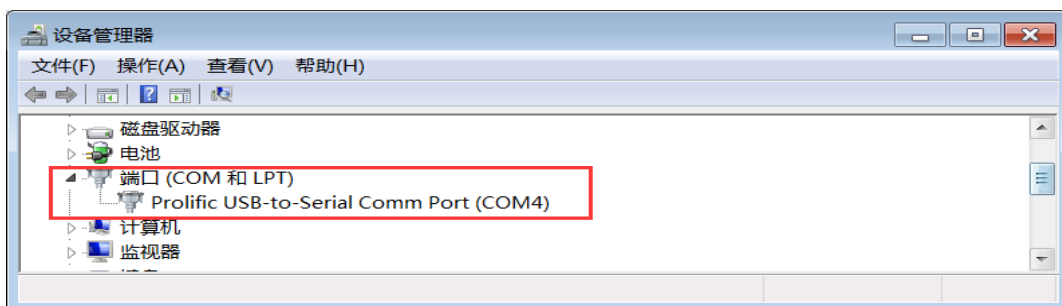 设备管理器
文件(F) 操作(A) 查看(V) 帮助(H)
磁盘驱动器
电池
端口 (COM 和 LPT)
Prolific USB-to-Serial Comm Port (COM4)
计算机
监视器